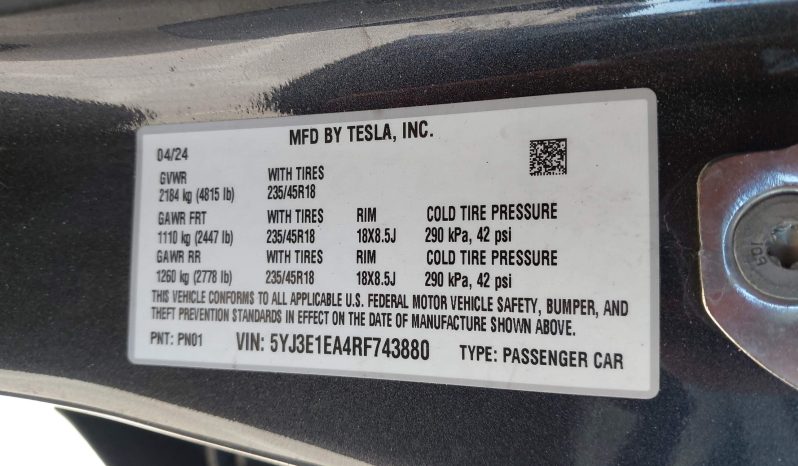 MFD BY TESLA, INC.
04/24
GVWR WITH TIRES
2184 kg (4815 lb) 235/45R18
GAWR FRT WITH TIRES RIM COLD TIRE PRESSURE
1110 kg (2447 lb) 235/45R18 18X8.5J 290 kPa, 42 psi
GAWR RR WITH TIRES RIM COLD TIRE PRESSURE
1260 kg (2778 lb) 235/45R18 18X8.5J 290 kPa, 42 psi
THIS VEHICLE CONFORMS TO ALL APPLICABLE U.S. FEDERAL MOTOR VEHICLE SAFETY, BUMPER, AND
THEFT PREVENTION STANDARDS IN EFFECT ON THE DATE OF MANUFACTURE SHOWN ABOVE.
PNT: PN01 VIN: 5YJ3E1EA4RF743880 TYPE: PASSENGER CAR